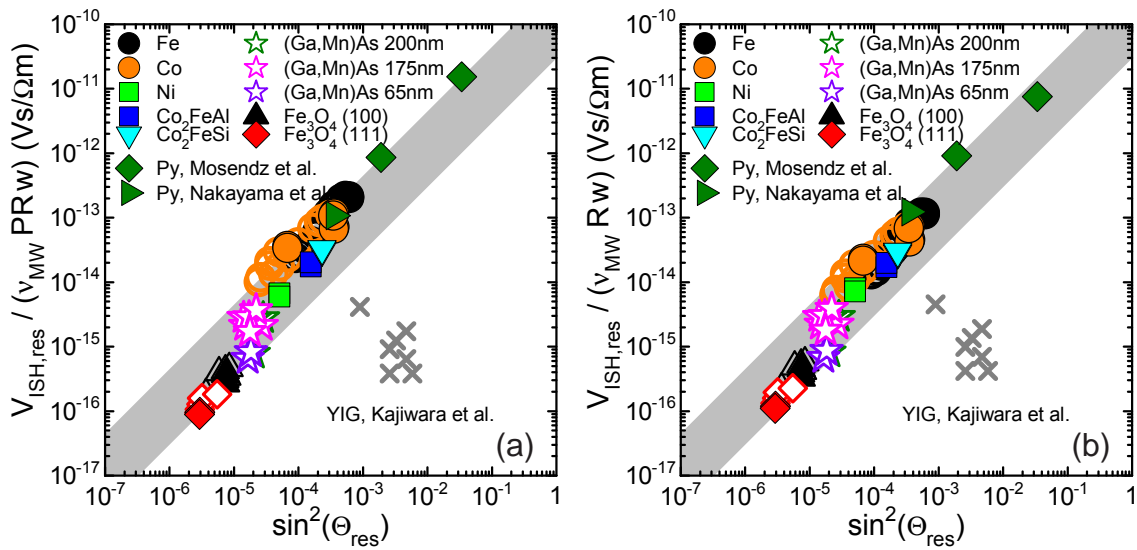 V_ISH,res / (ν_MW PRw) (Vs/Ωm)
10⁻¹⁰
10⁻¹¹
10⁻¹²
10⁻¹³
10⁻¹⁴
10⁻¹⁵
10⁻¹⁶
10⁻¹⁷
Fe
Co
Ni
Co₂FeAl
Co₂FeSi
Py, Mosendz et al.
Py, Nakayama et al.
(Ga,Mn)As 200nm
(Ga,Mn)As 175nm
(Ga,Mn)As 65nm
Fe₃O₄ (100)
Fe₃O₄ (111)
YIG, Kajiwara et al.
(a)
10⁻⁷ 10⁻⁶ 10⁻⁵ 10⁻⁴ 10⁻³ 10⁻² 10⁻¹ 1
sin²(Θ_res)
V_ISH,res / (ν_MW Rw) (Vs/Ωm)
10⁻¹⁰
10⁻¹¹
10⁻¹²
10⁻¹³
10⁻¹⁴
10⁻¹⁵
10⁻¹⁶
10⁻¹⁷
Fe
Co
Ni
Co₂FeAl
Co₂FeSi
Py, Mosendz et al.
Py, Nakayama et al.
(Ga,Mn)As 200nm
(Ga,Mn)As 175nm
(Ga,Mn)As 65nm
Fe₃O₄ (100)
Fe₃O₄ (111)
YIG, Kajiwara et al.
(b)
10⁻⁷ 10⁻⁶ 10⁻⁵ 10⁻⁴ 10⁻³ 10⁻² 10⁻¹ 1
sin²(Θ_res)